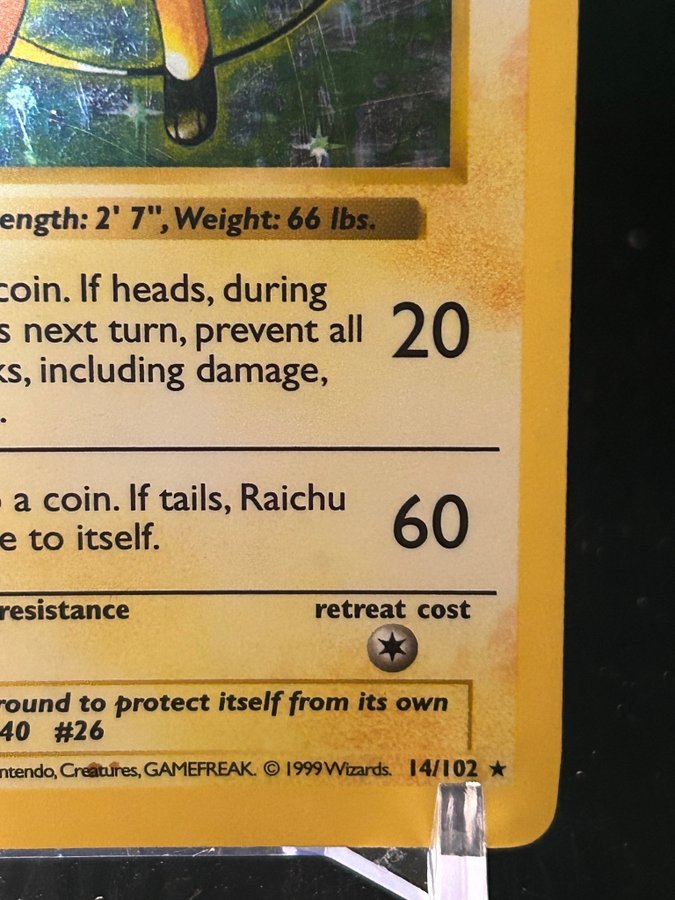 ength: 2' 7", Weight: 66 lbs.
coin. If heads, during
s next turn, prevent all
ks, including damage,
.
20
a coin. If tails, Raichu
e to itself.
60
resistance
retreat cost
round to protect itself from its own
40 #26
ntendo, Creatures, GAMEFREAK. © 1999 Wizards. 14/102 ★